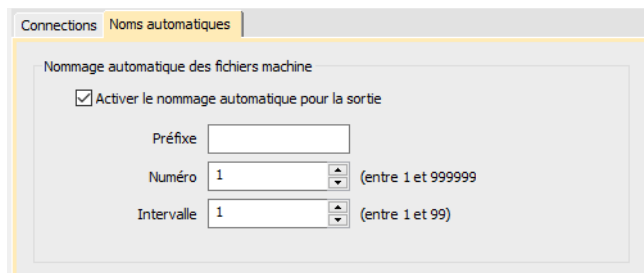 Connections Noms automatiques
Nommage automatique des fichiers machine
Activer le nommage automatique pour la sortie
Préfixe
Numéro 1 (entre 1 et 999999
Intervalle 1 (entre 1 et 99)